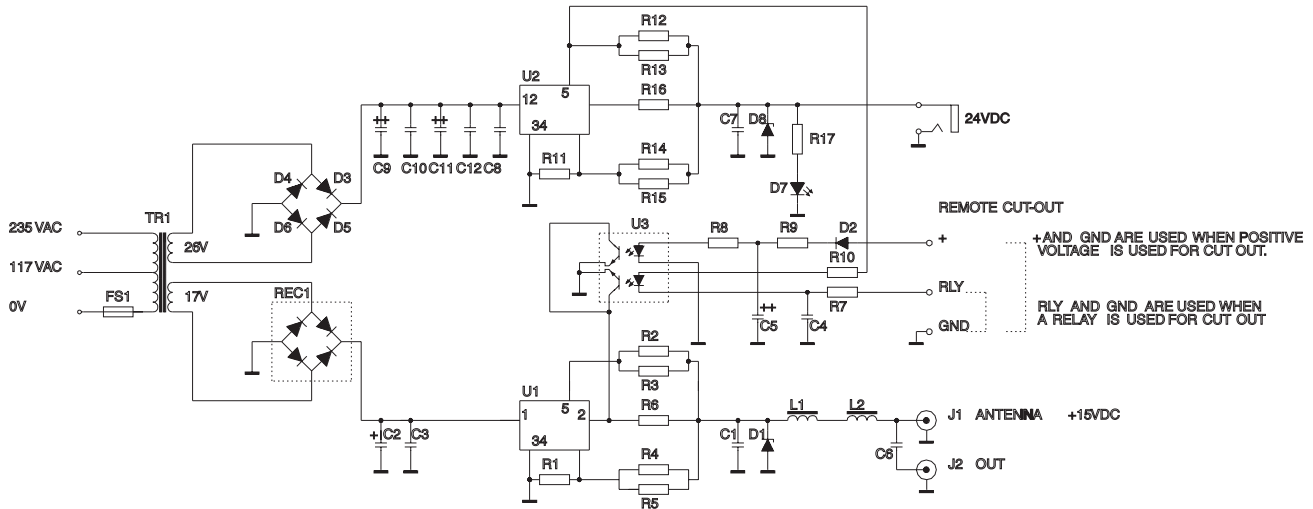 R12
R13
U2
12
5
34
R16
R11
R14
R15
C9
C10
C11
C12
C8
C7
D8
R17
D7
24VDC
D4
D3
D6
D5
TR1
26V
17V
235 VAC
117 VAC
0V
FS1
REC1
U3
R8
R9
D2
R10
R7
C5
C4
REMOTE CUT-OUT
+
RLY
GND
+AND GND ARE USED WHEN POSITIVE
VOLTAGE IS USED FOR CUT OUT.
RLY AND GND ARE USED WHEN
A RELAY IS USED FOR CUT OUT
+
C2
C3
U1
1
5
2
34
R1
R2
R3
R6
R4
R5
C1
D1
L1
L2
C6
J1 ANTENNA +15VDC
J2 OUT
++
++
++